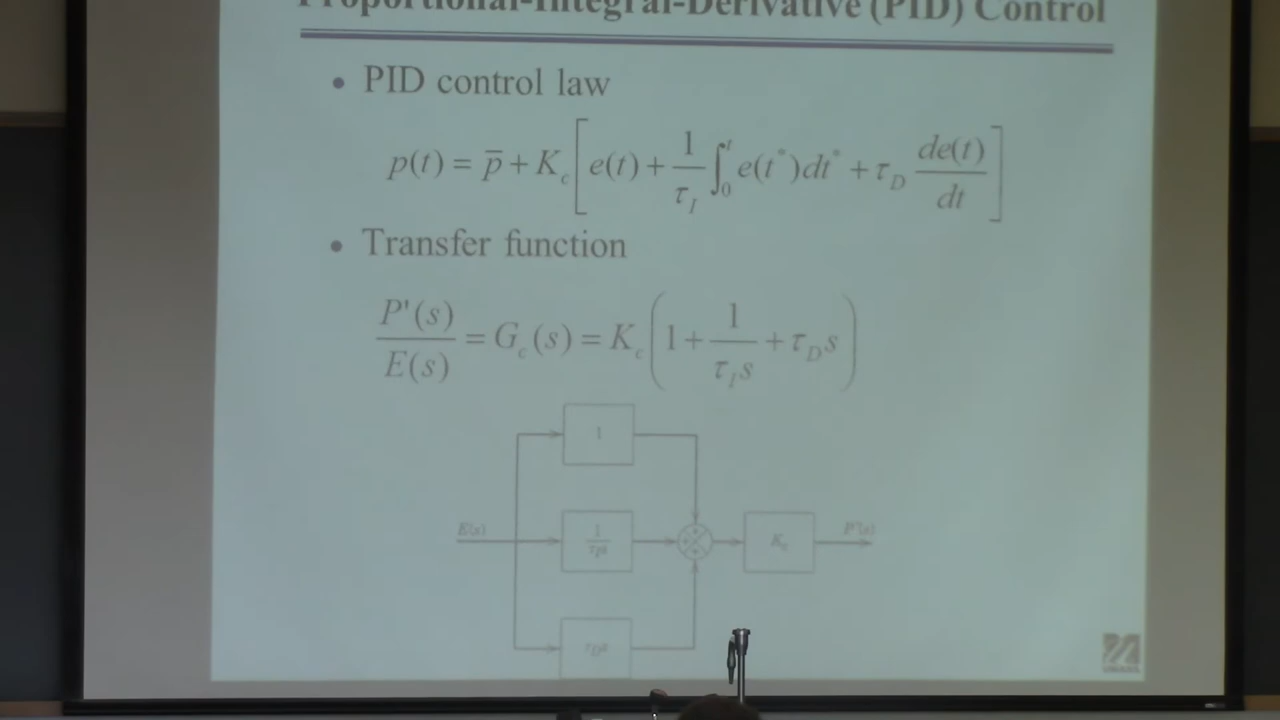 Proportional-Integral-Derivative (PID) Control
• PID control law
p(t) = p̅ + K_c [ e(t) + 1/τ_I ∫_0^t e(t*)dt* + τ_D de(t)/dt ]
• Transfer function
P'(s)/E(s) = G_c(s) = K_c ( 1 + 1/(τ_I s) + τ_D s )
1
E(s)
1/(τ_I s)
K_c
P'(s)
τ_D s